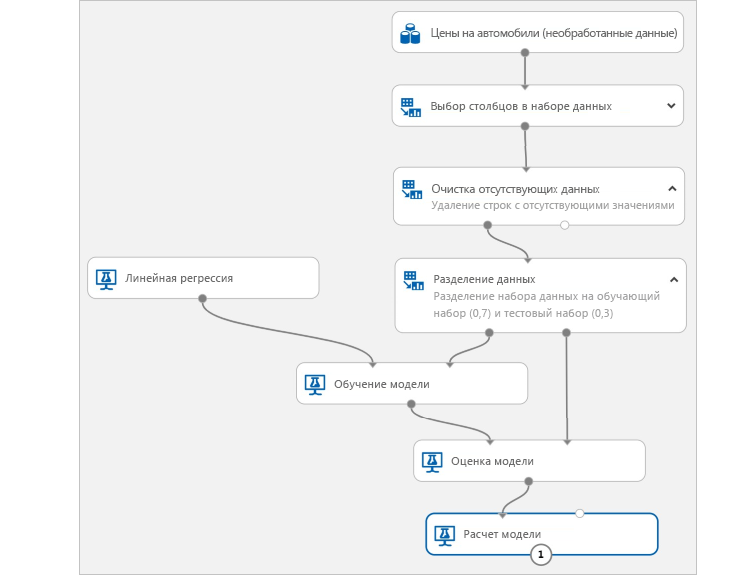 Цены на автомобили (необработанные данные)
Выбор столбцов в наборе данных
Очистка отсутствующих данных
Удаление строк с отсутствующими значениями
Линейная регрессия
Разделение данных
Разделение набора данных на обучающий
набор (0,7) и тестовый набор (0,3)
Обучение модели
Оценка модели
Расчет модели
1